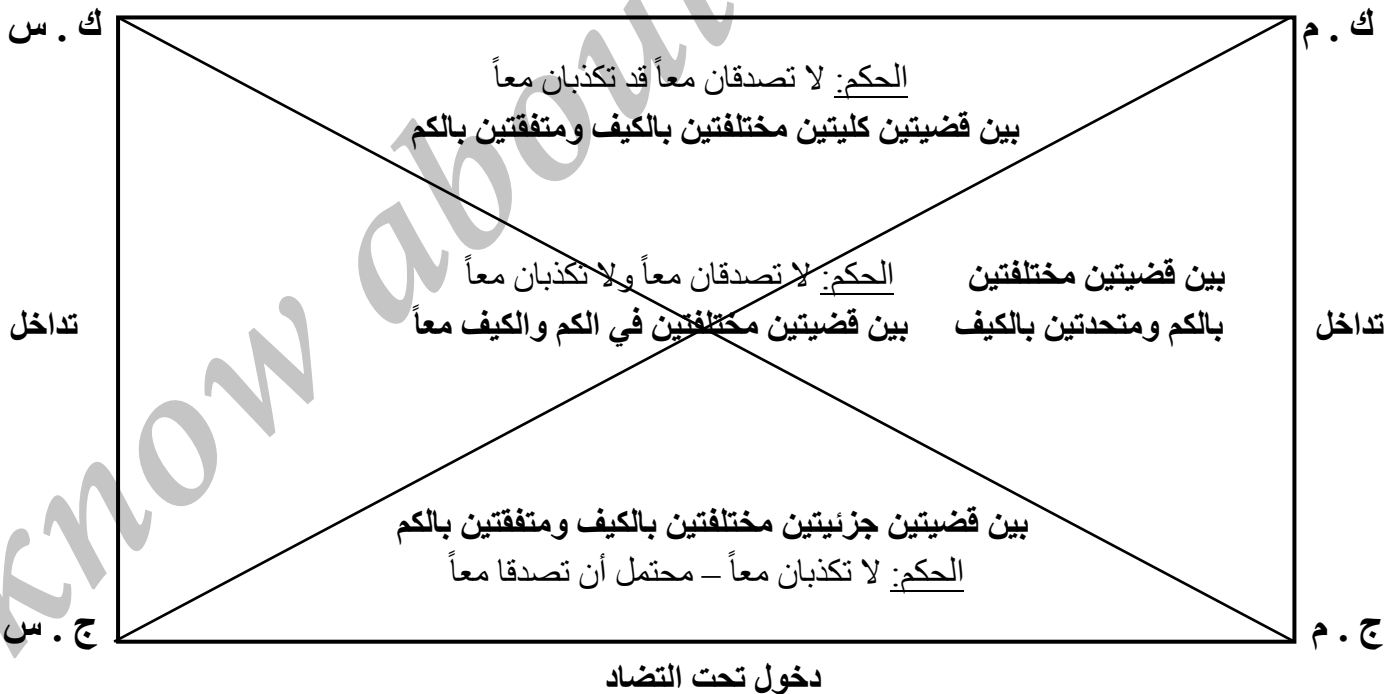 ك . م
ك . س
الحكم: لا تصدقان معاً قد تكذبان معاً
بين قضيتين كليتين مختلفتين بالكيف ومتفقتين بالكم
بين قضيتين مختلفتين
الحكم: لا تصدقان معاً ولا تكذبان معاً
تداخل
بالكم ومتحدتين بالكيف
بين قضيتين مختلفتين في الكم والكيف معاً
تداخل
بين قضيتين جزئيتين مختلفتين بالكيف ومتفقتين بالكم
الحكم: لا تكذبان معاً – محتمل أن تصدقا معاً
ج . م
ج . س
دخول تحت التضاد
know about